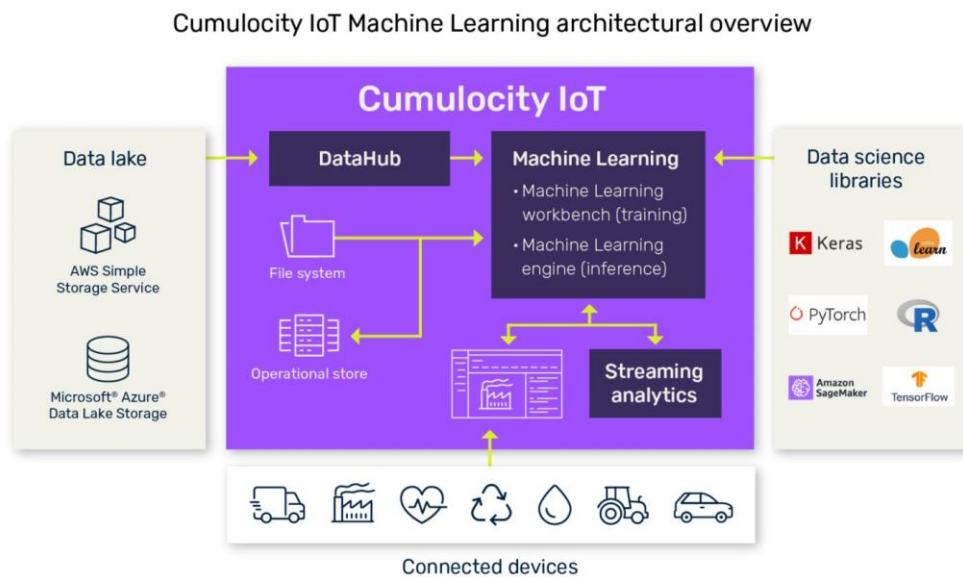 Cumulocity IoT Machine Learning architectural overview
Cumulocity IoT
Data lake
AWS Simple
Storage Service
Microsoft® Azure®
Data Lake Storage
DataHub
File system
Operational store
Machine Learning
• Machine Learning
workbench (training)
• Machine Learning
engine (inference)
Streaming
analytics
Data science
libraries
K Keras
learn
PyTorch
R
Amazon
SageMaker
TensorFlow
Connected devices